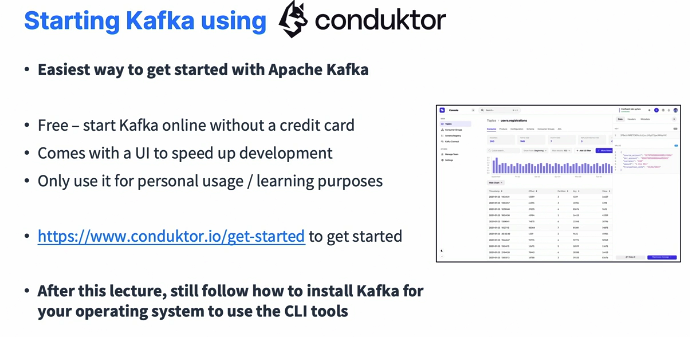 Starting Kafka using conduktor
• Easiest way to get started with Apache Kafka
• Free – start Kafka online without a credit card
• Comes with a UI to speed up development
• Only use it for personal usage / learning purposes
• https://www.conduktor.io/get-started to get started
• After this lecture, still follow how to install Kafka for
your operating system to use the CLI tools